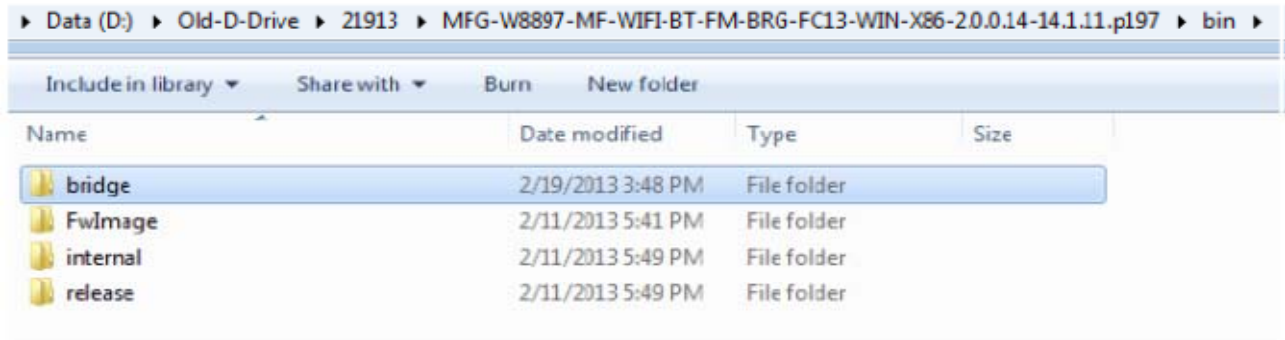 Data (D:) ▸ Old-D-Drive ▸ 21913 ▸ MFG-W8897-MF-WIFI-BT-FM-BRG-FC13-WIN-X86-2.0.0.14-14.1.11.p197 ▸ bin ▸
Include in library Share with Burn New folder
Name Date modified Type Size
bridge 2/19/2013 3:48 PM File folder
FwImage 2/11/2013 5:41 PM File folder
internal 2/11/2013 5:49 PM File folder
release 2/11/2013 5:49 PM File folder